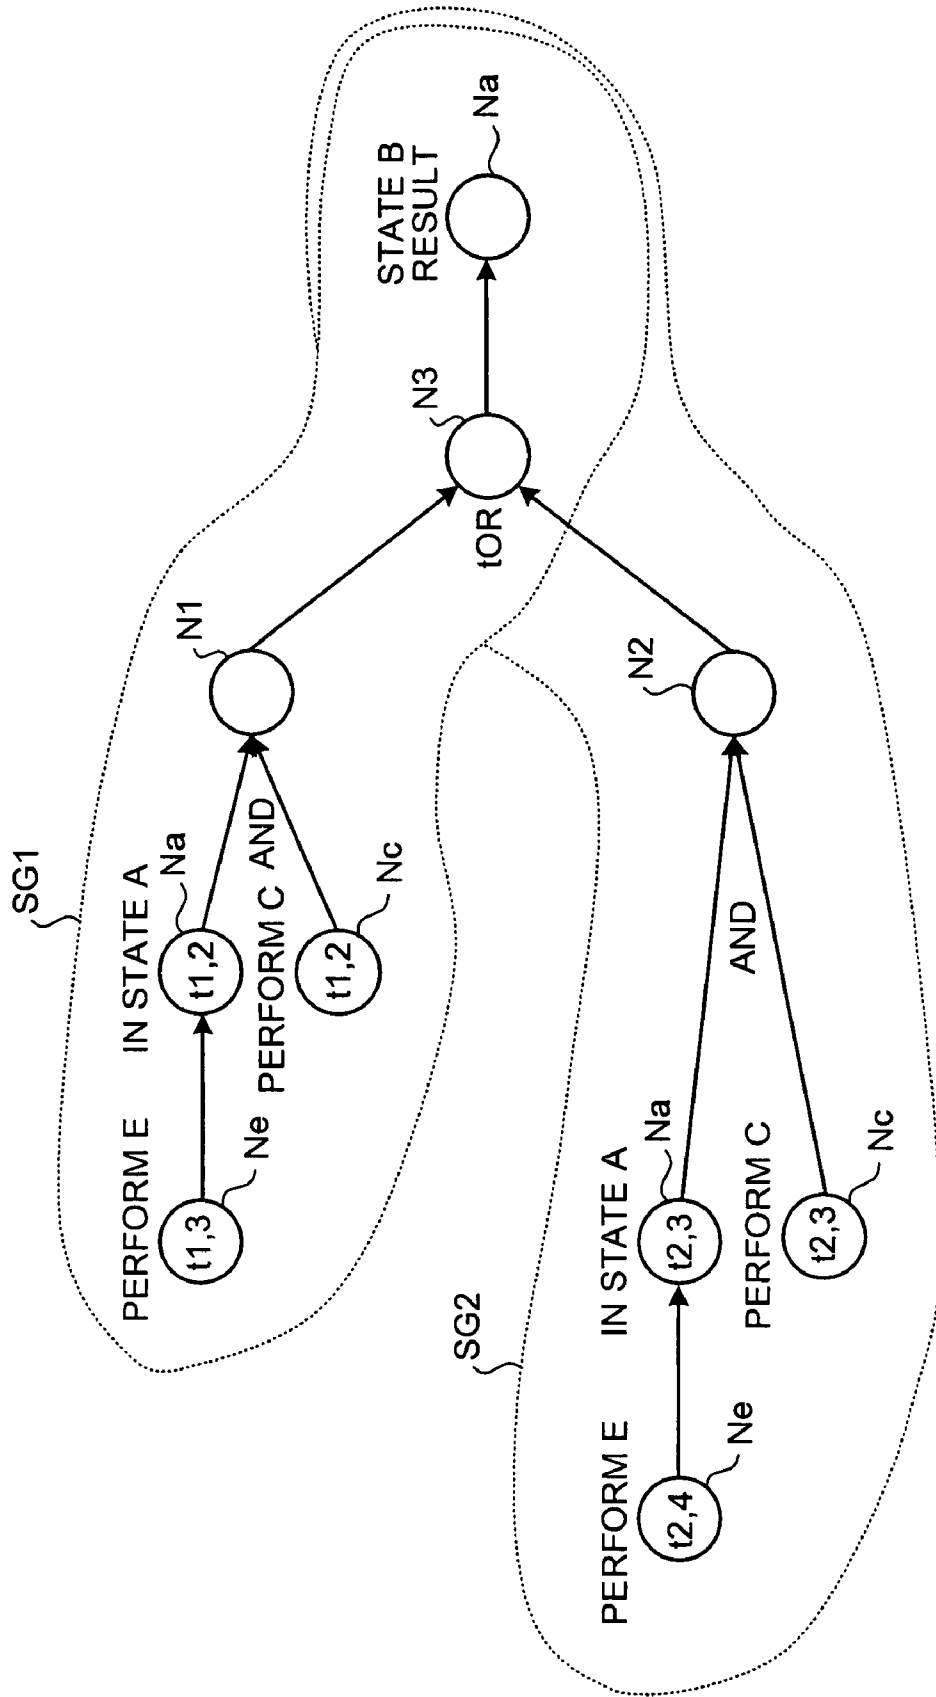 SG1
PERFORM E
IN STATE A
t1,3
Ne
t1,2
Na
PERFORM C
AND
t1,2
Nc
N1
tOR
N3
STATE B
RESULT
Na
SG2
PERFORM E
IN STATE A
t2,4
Ne
t2,3
Na
PERFORM C
AND
t2,3
Nc
N2